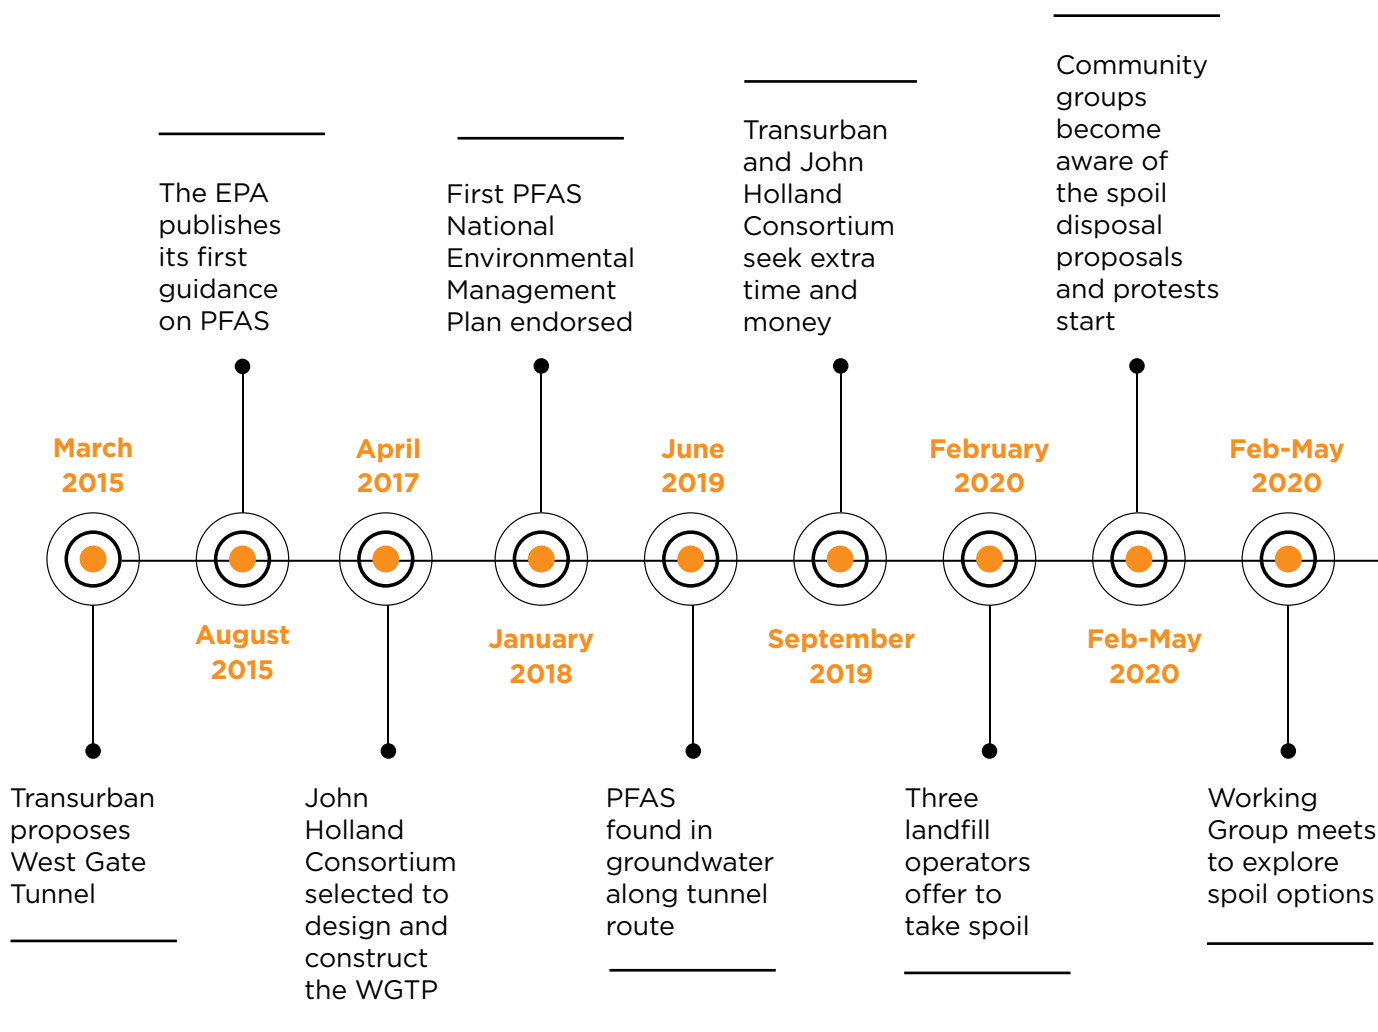 March
2015
Transurban
proposes
West Gate
Tunnel
The EPA
publishes
its first
guidance
on PFAS
August
2015
April
2017
John
Holland
Consortium
selected to
design and
construct
the WGTP
First PFAS
National
Environmental
Management
Plan endorsed
January
2018
June
2019
PFAS
found in
groundwater
along tunnel
route
Transurban
and John
Holland
Consortium
seek extra
time and
money
September
2019
February
2020
Three
landfill
operators
offer to
take spoil
Community
groups
become
aware of
the spoil
disposal
proposals
and protests
start
Feb-May
2020
Feb-May
2020
Working
Group meets
to explore
spoil options